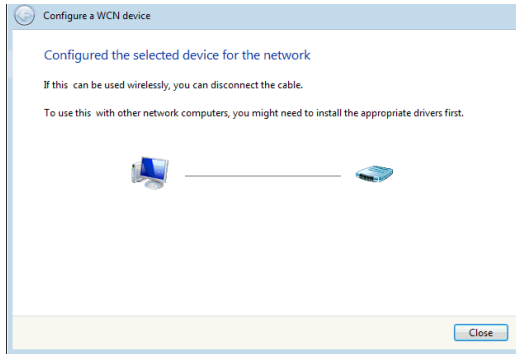 Configure a WCN device
Configured the selected device for the network
If this can be used wirelessly, you can disconnect the cable.
To use this with other network computers, you might need to install the appropriate drivers first.
Close